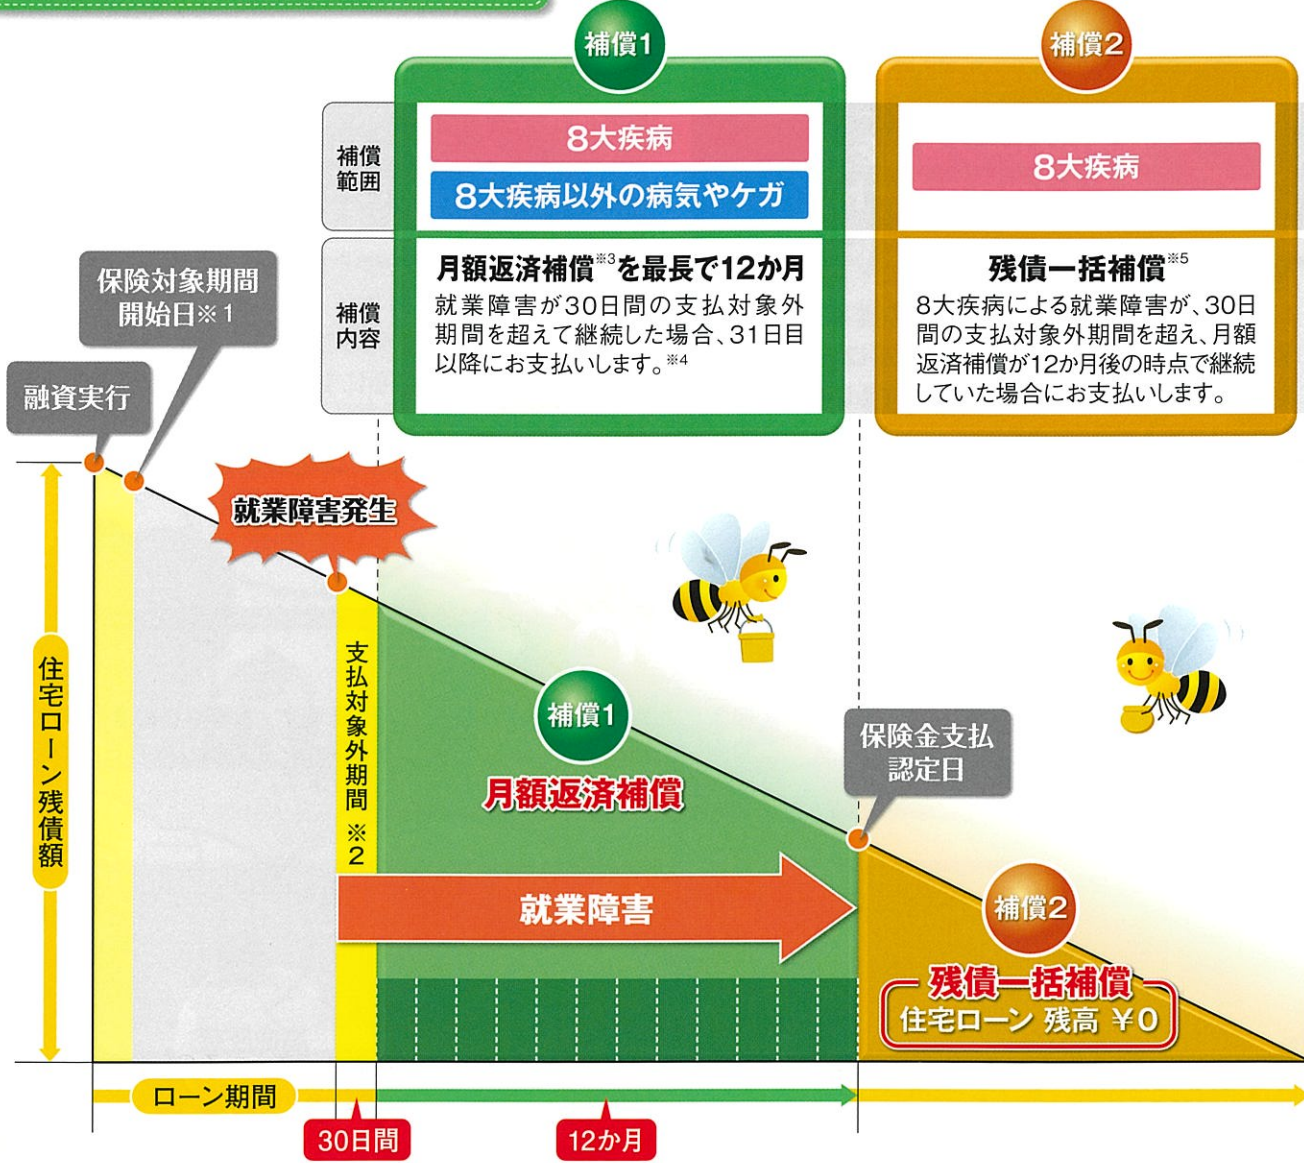 補償1
補償2
補償
範囲
8大疾病
8大疾病以外の病気やケガ
8大疾病
補償
内容
月額返済補償※3を最長で12か月
就業障害が30日間の支払対象外
期間を超えて継続した場合、31日目
以降にお支払いします。※4
残債一括補償※5
8大疾病による就業障害が、30日
間の支払対象外期間を超え、月額
返済補償が12か月後の時点で継続
していた場合にお支払いします。
保険対象期間
開始日※1
融資実行
就業障害発生
住宅ローン残債額
支払対象外期間※2
補償1
月額返済補償
保険金支払
認定日
就業障害
補償2
残債一括補償
住宅ローン 残高 ¥0
ローン期間
30日間
12か月